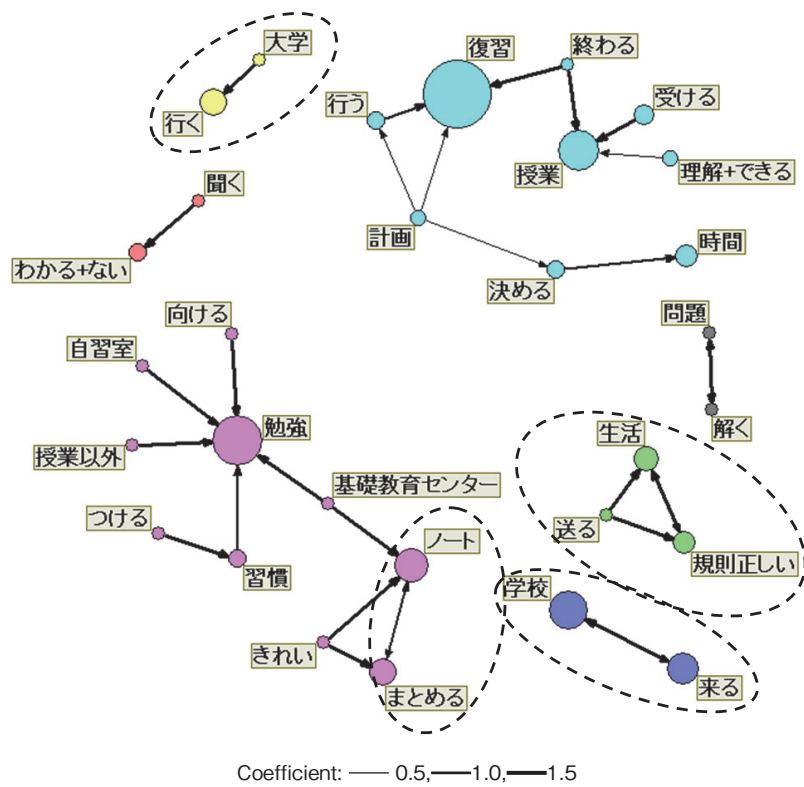 大学
行く
復習
終わる
行う
受ける
授業
理解+できる
計画
時間
決める
聞く
わかる+ない
向ける
自習室
勉強
授業以外
基礎教育センター
つける
習慣
ノート
きれい
まとめる
問題
解く
生活
送る
規則正しい
学校
来る
Coefficient: 0.5, 1.0, 1.5